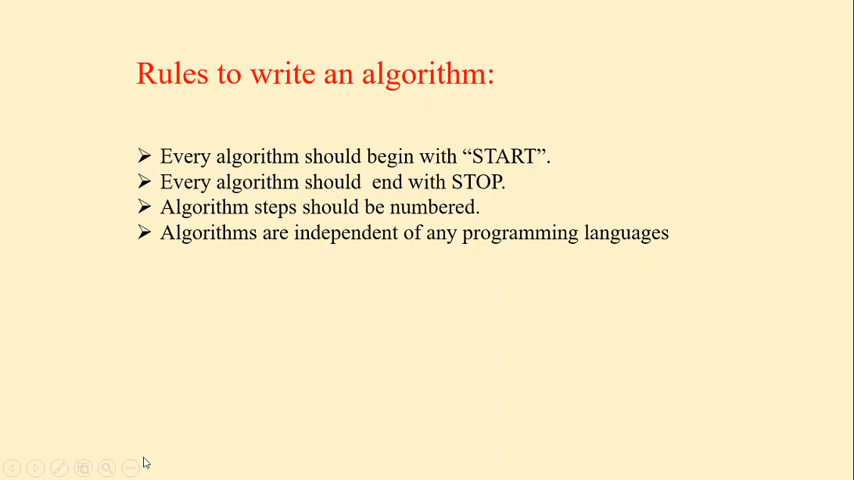 Rules to write an algorithm:
➢ Every algorithm should begin with “START”.
➢ Every algorithm should  end with STOP.
➢ Algorithm steps should be numbered.
➢ Algorithms are independent of any programming languages